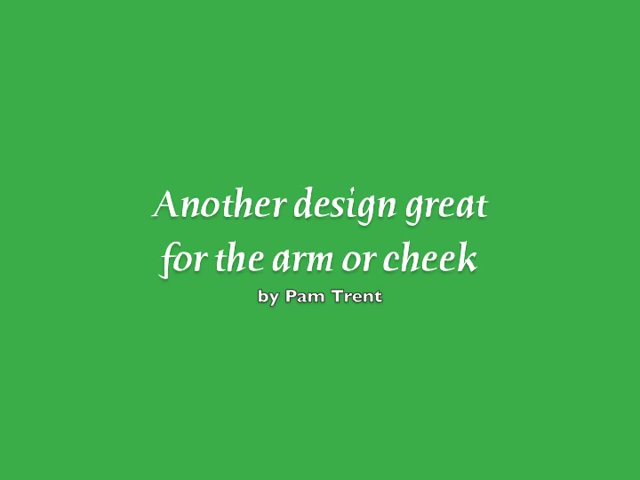 Another design great
for the arm or cheek
by Pam Trent